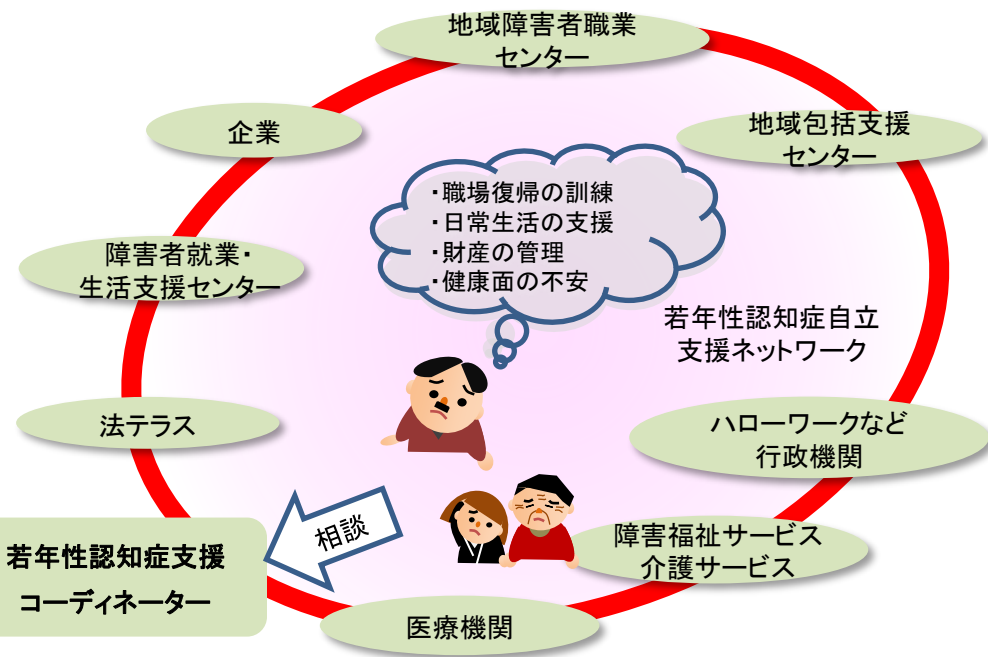 地域障害者職業
センター
企業
地域包括支援
センター
・職場復帰の訓練
・日常生活の支援
・財産の管理
・健康面の不安
障害者就業・
生活支援センター
若年性認知症自立
支援ネットワーク
法テラス
ハローワークなど
行政機関
相談
障害福祉サービス
介護サービス
若年性認知症支援
コーディネーター
医療機関